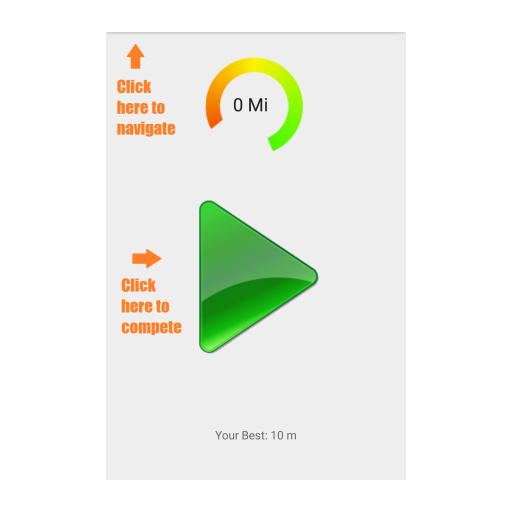 Click
here to
navigate
0 Mi
Click
here to
compete
Your Best: 10 m